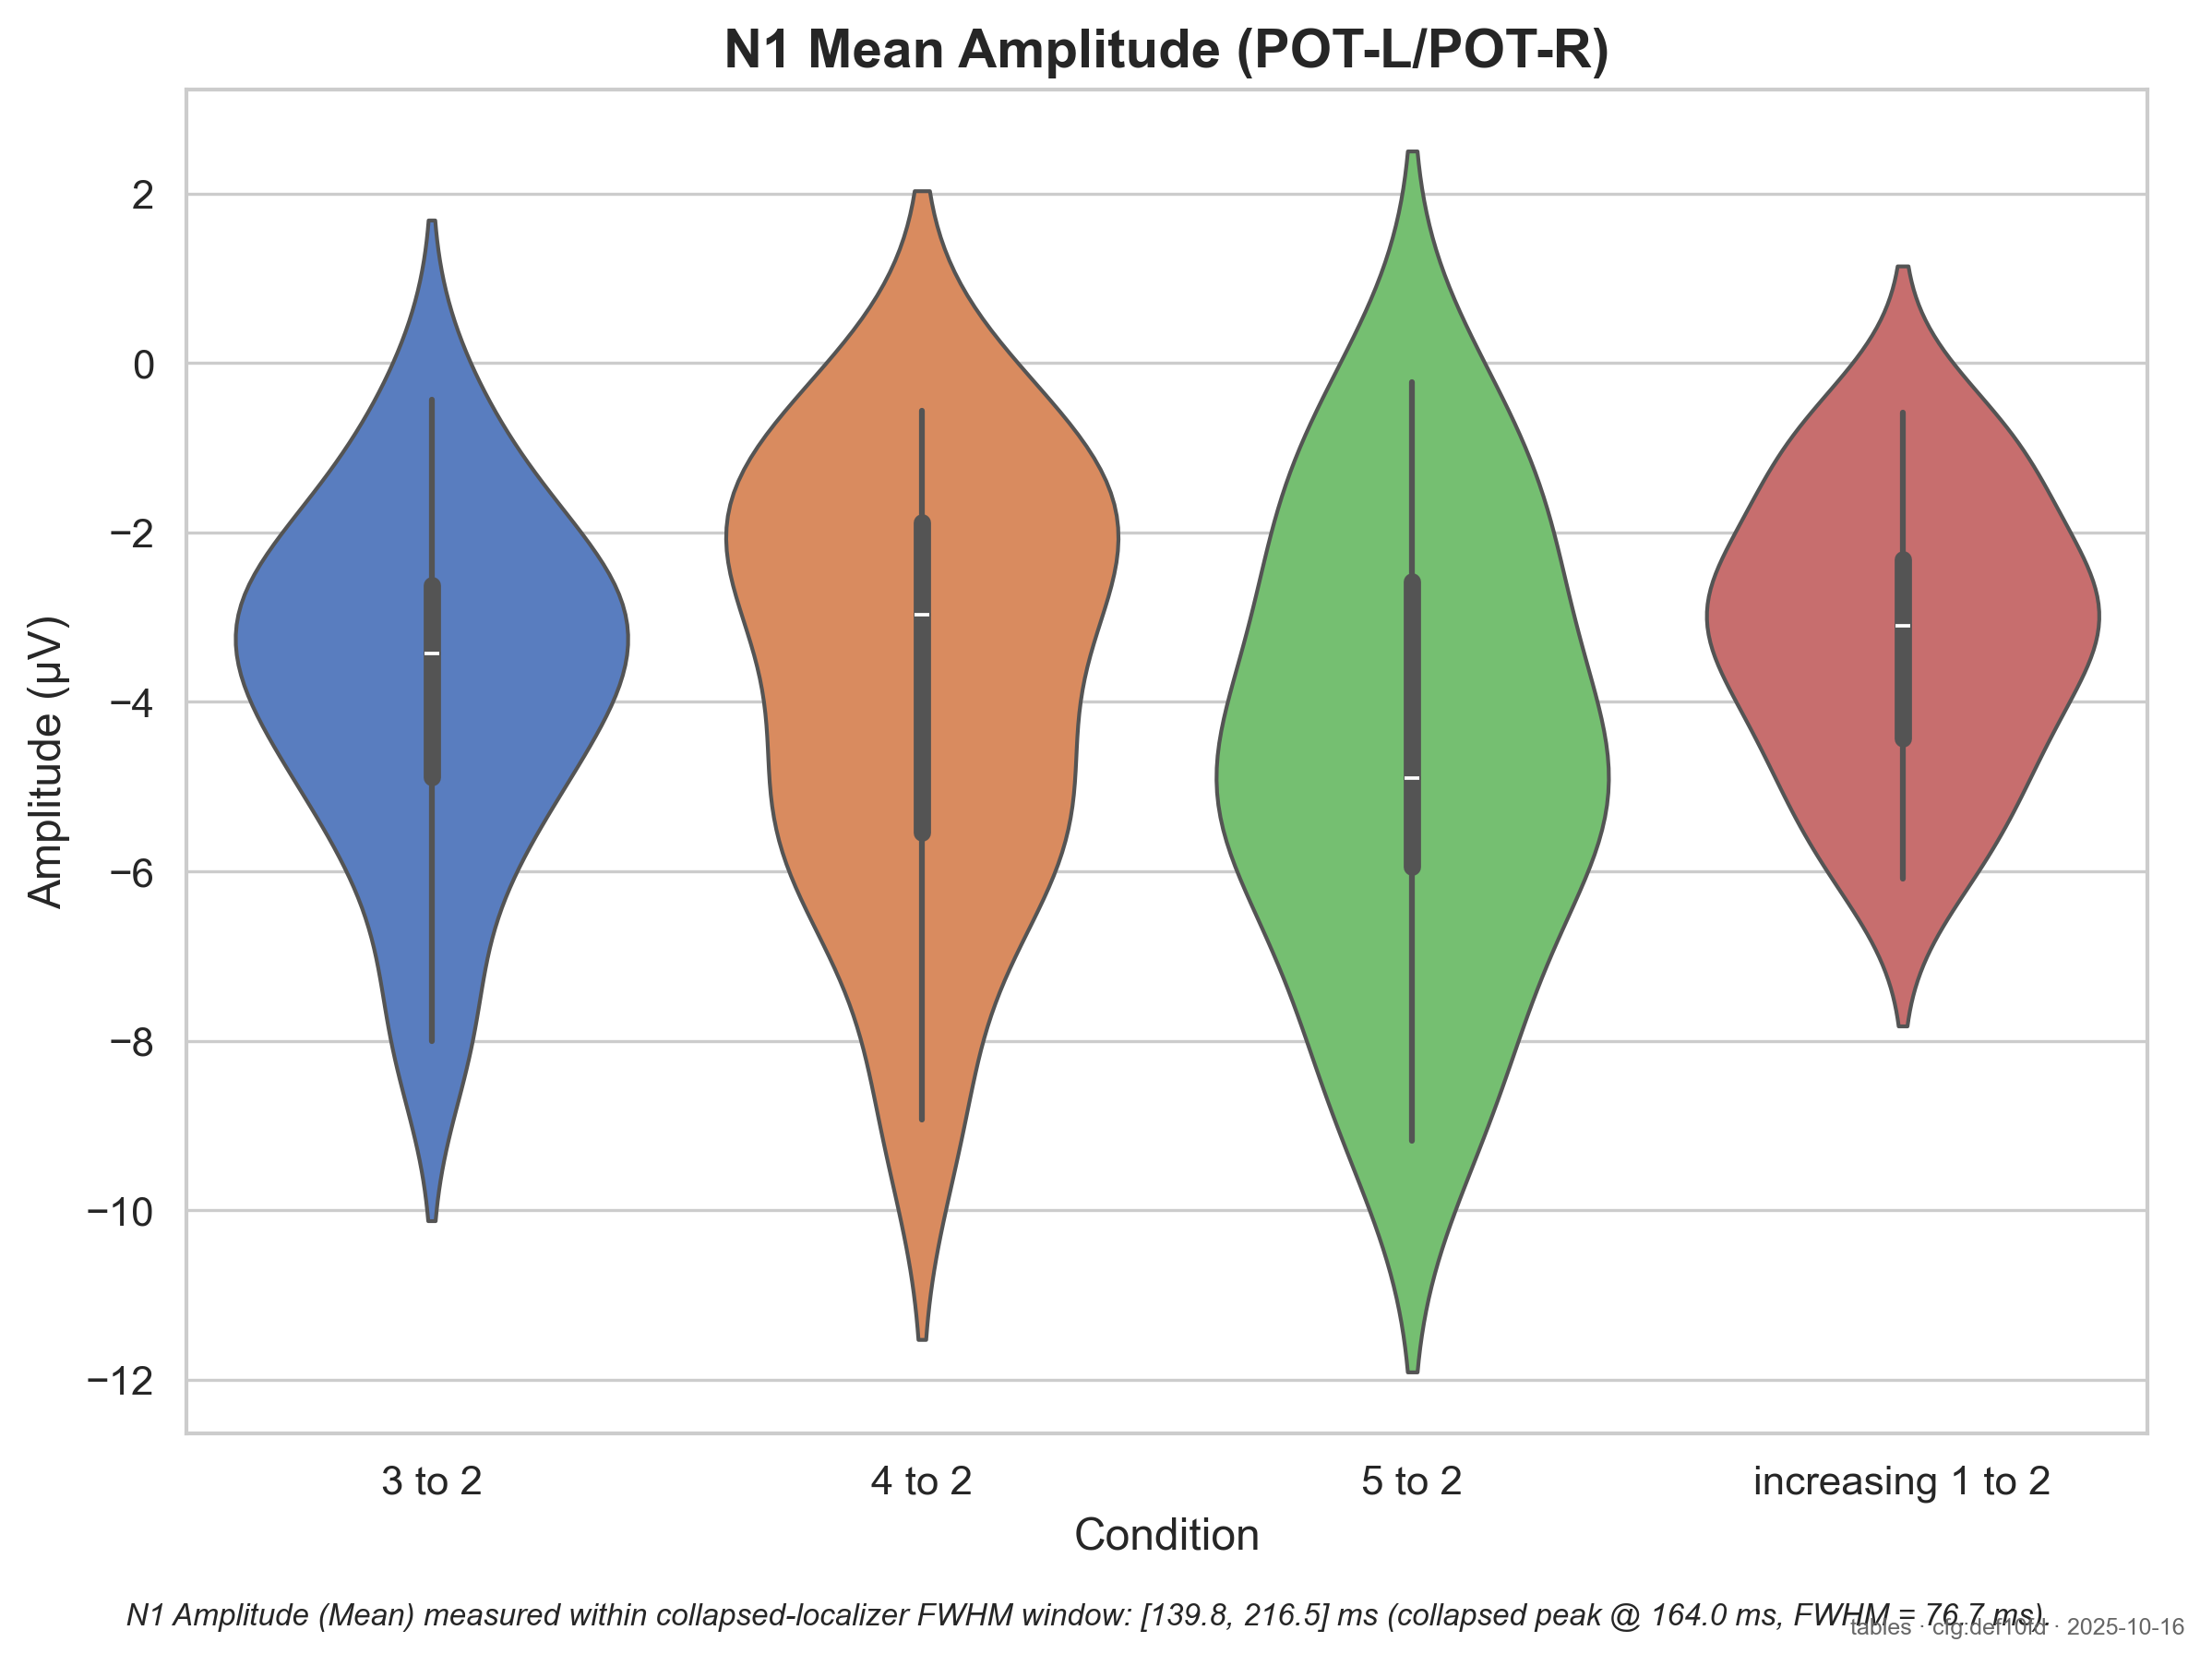 N1 Mean Amplitude (POT-L/POT-R)
Amplitude (µV)
2
0
−2
−4
−6
−8
−10
−12
3 to 2
4 to 2
5 to 2
increasing 1 to 2
Condition
N1 Amplitude (Mean) measured within collapsed-localizer FWHM window: [139.8, 216.5] ms (collapsed peak @ 164.0 ms, FWHM = 76.7 ms).
tables · cfg:def10fd · 2025-10-16